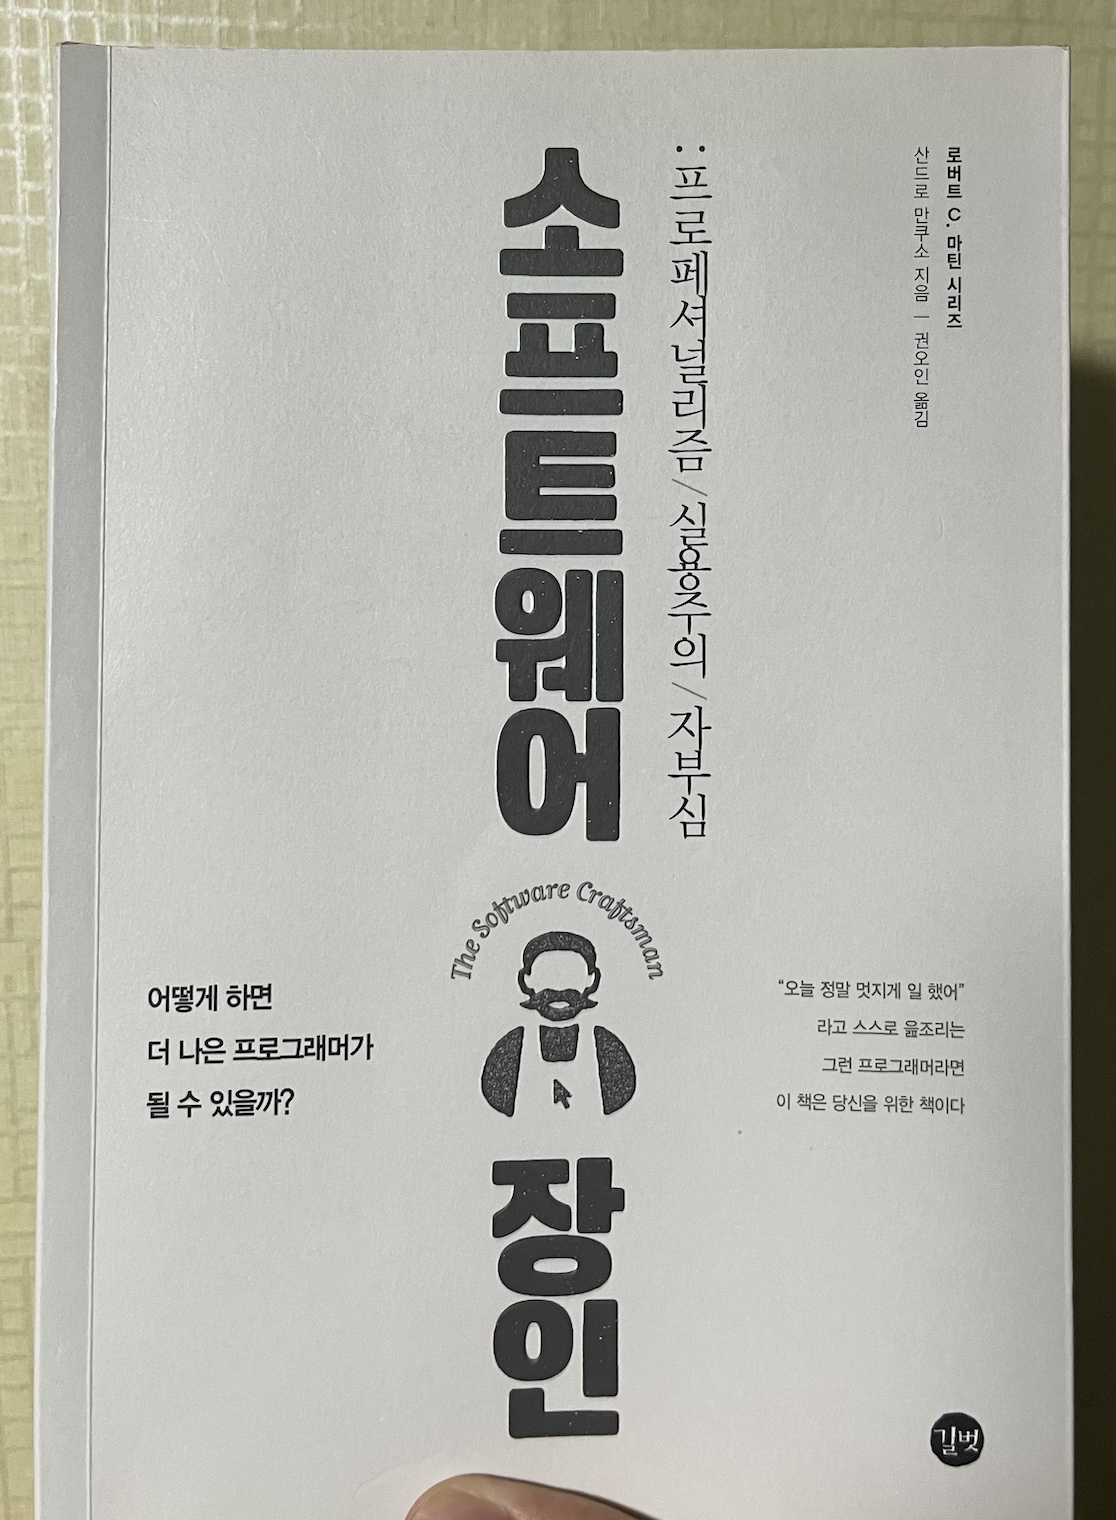 로버트 C. 마틴 시리즈
산드로 만쿠소 지음 — 권오인 옮김
:프로페셔널리즘/실용주의/자부심
소프트웨어
The Software Craftsman
장인
어떻게 하면
더 나은 프로그래머가
될 수 있을까?
“오늘 정말 멋지게 일 했어”
라고 스스로 읊조리는
그런 프로그래머라면
이 책은 당신을 위한 책이다
길벗